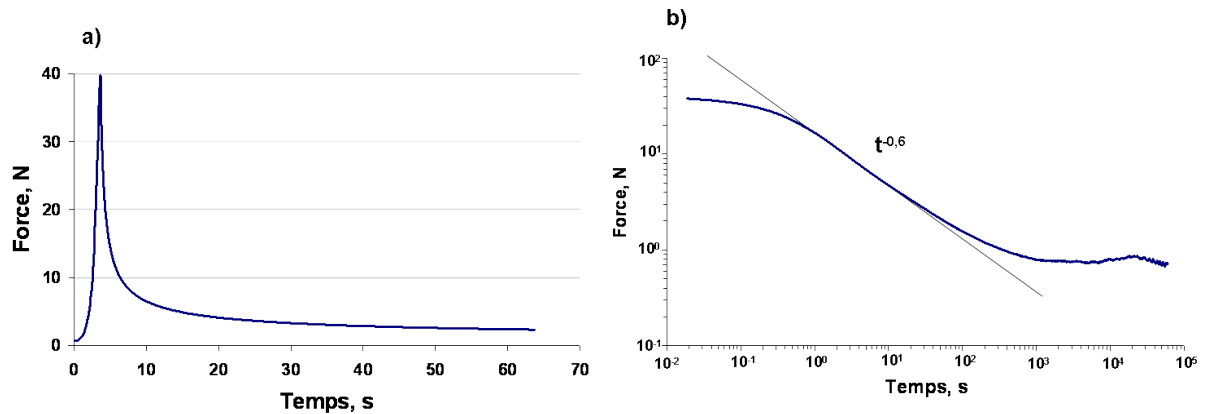 a)
40
30
20
10
0
Force, N
0 10 20 30 40 50 60 70
Temps, s
b)
10²
10¹
10⁰
10⁻¹
Force, N
t⁻⁰,⁶
10⁻² 10⁻¹ 10⁰ 10¹ 10² 10³ 10⁴ 10⁵
Temps, s